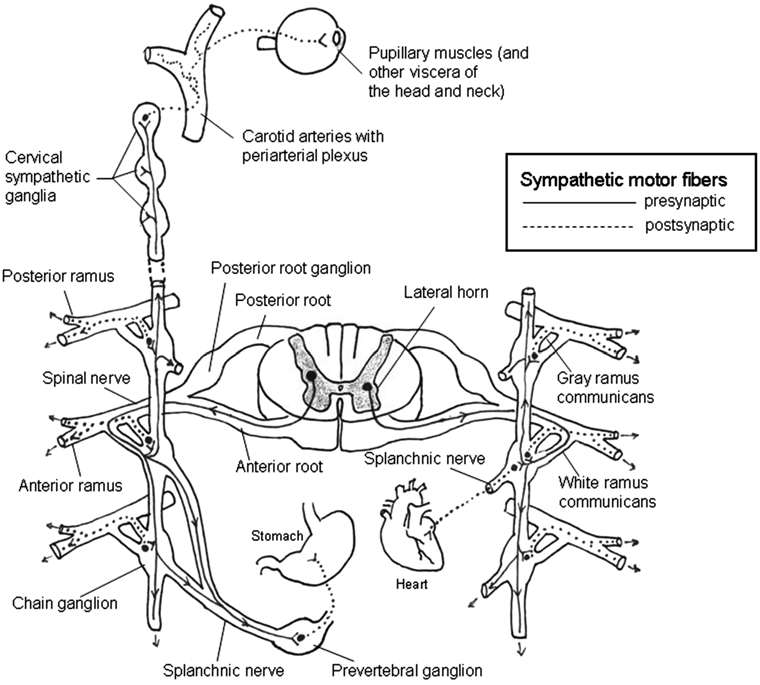 Pupillary muscles (and
other viscera of
the head and neck)
Carotid arteries with
periarterial plexus
Cervical
sympathetic
ganglia
Sympathetic motor fibers
presynaptic
postsynaptic
Posterior ramus
Posterior root ganglion
Posterior root
Lateral horn
Spinal nerve
Gray ramus
communicans
Anterior ramus
Anterior root
Splanchnic nerve
White ramus
communicans
Stomach
Heart
Chain ganglion
Splanchnic nerve
Prevertebral ganglion